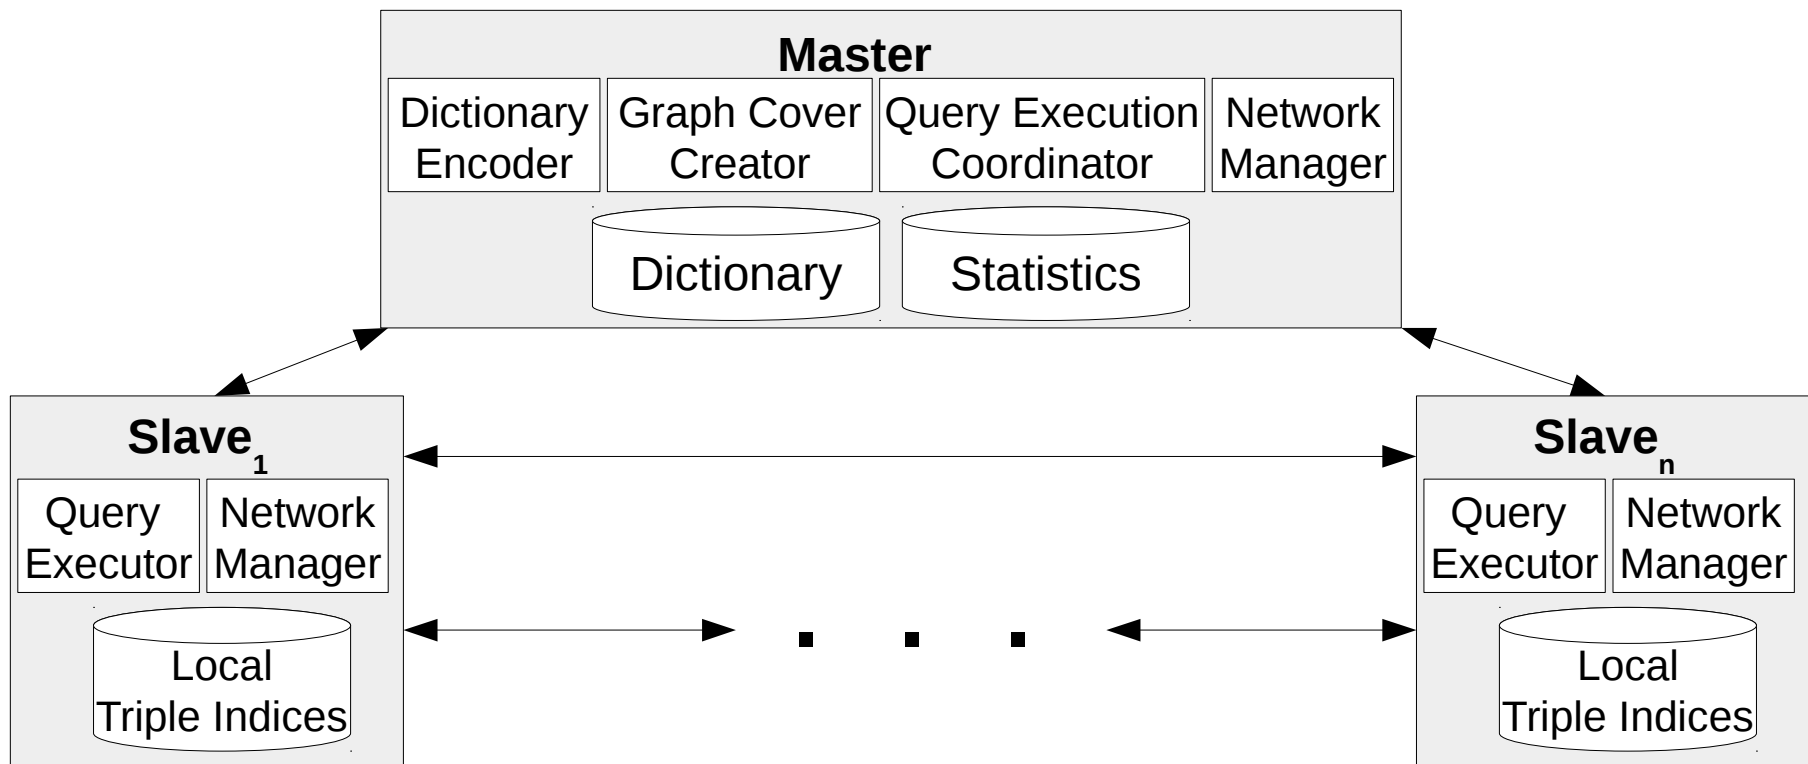 Master
Dictionary Encoder
Graph Cover Creator
Query Execution Coordinator
Network Manager
Dictionary
Statistics
Slave1
Query Executor
Network Manager
Local Triple Indices
. . .
Slaven
Query Executor
Network Manager
Local Triple Indices